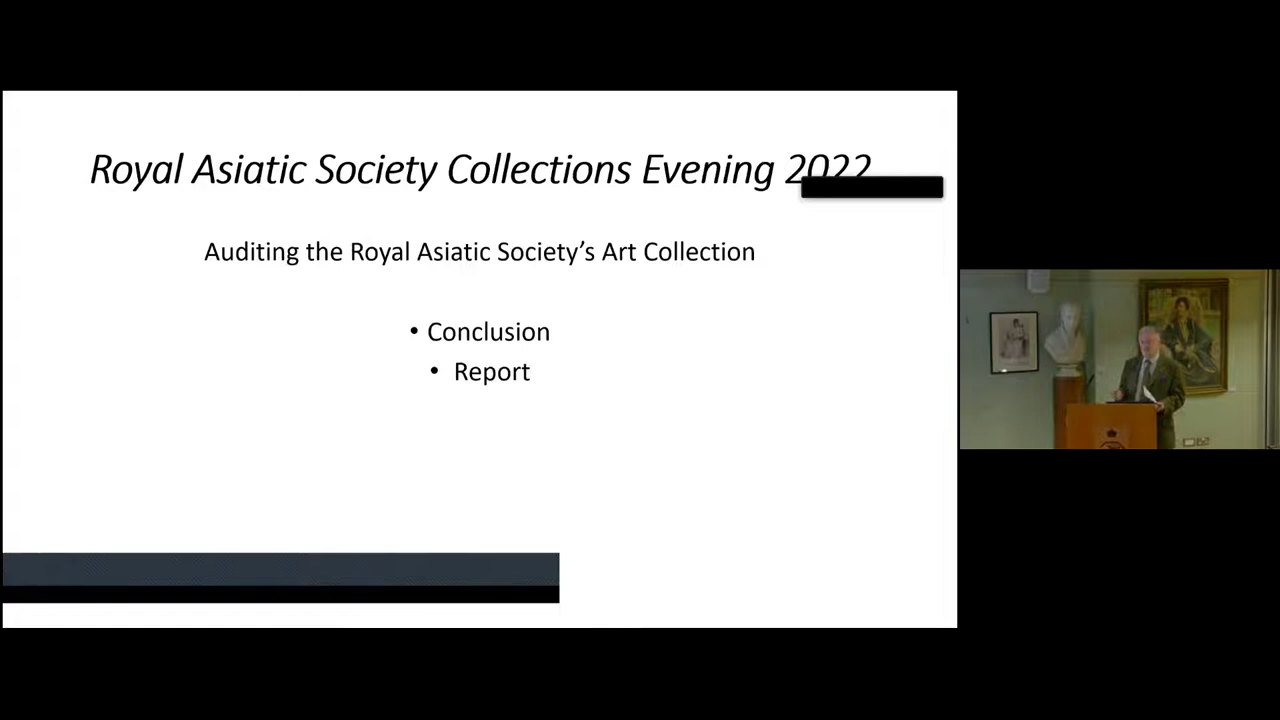 Royal Asiatic Society Collections Evening 2022
Auditing the Royal Asiatic Society’s Art Collection
• Conclusion
• Report